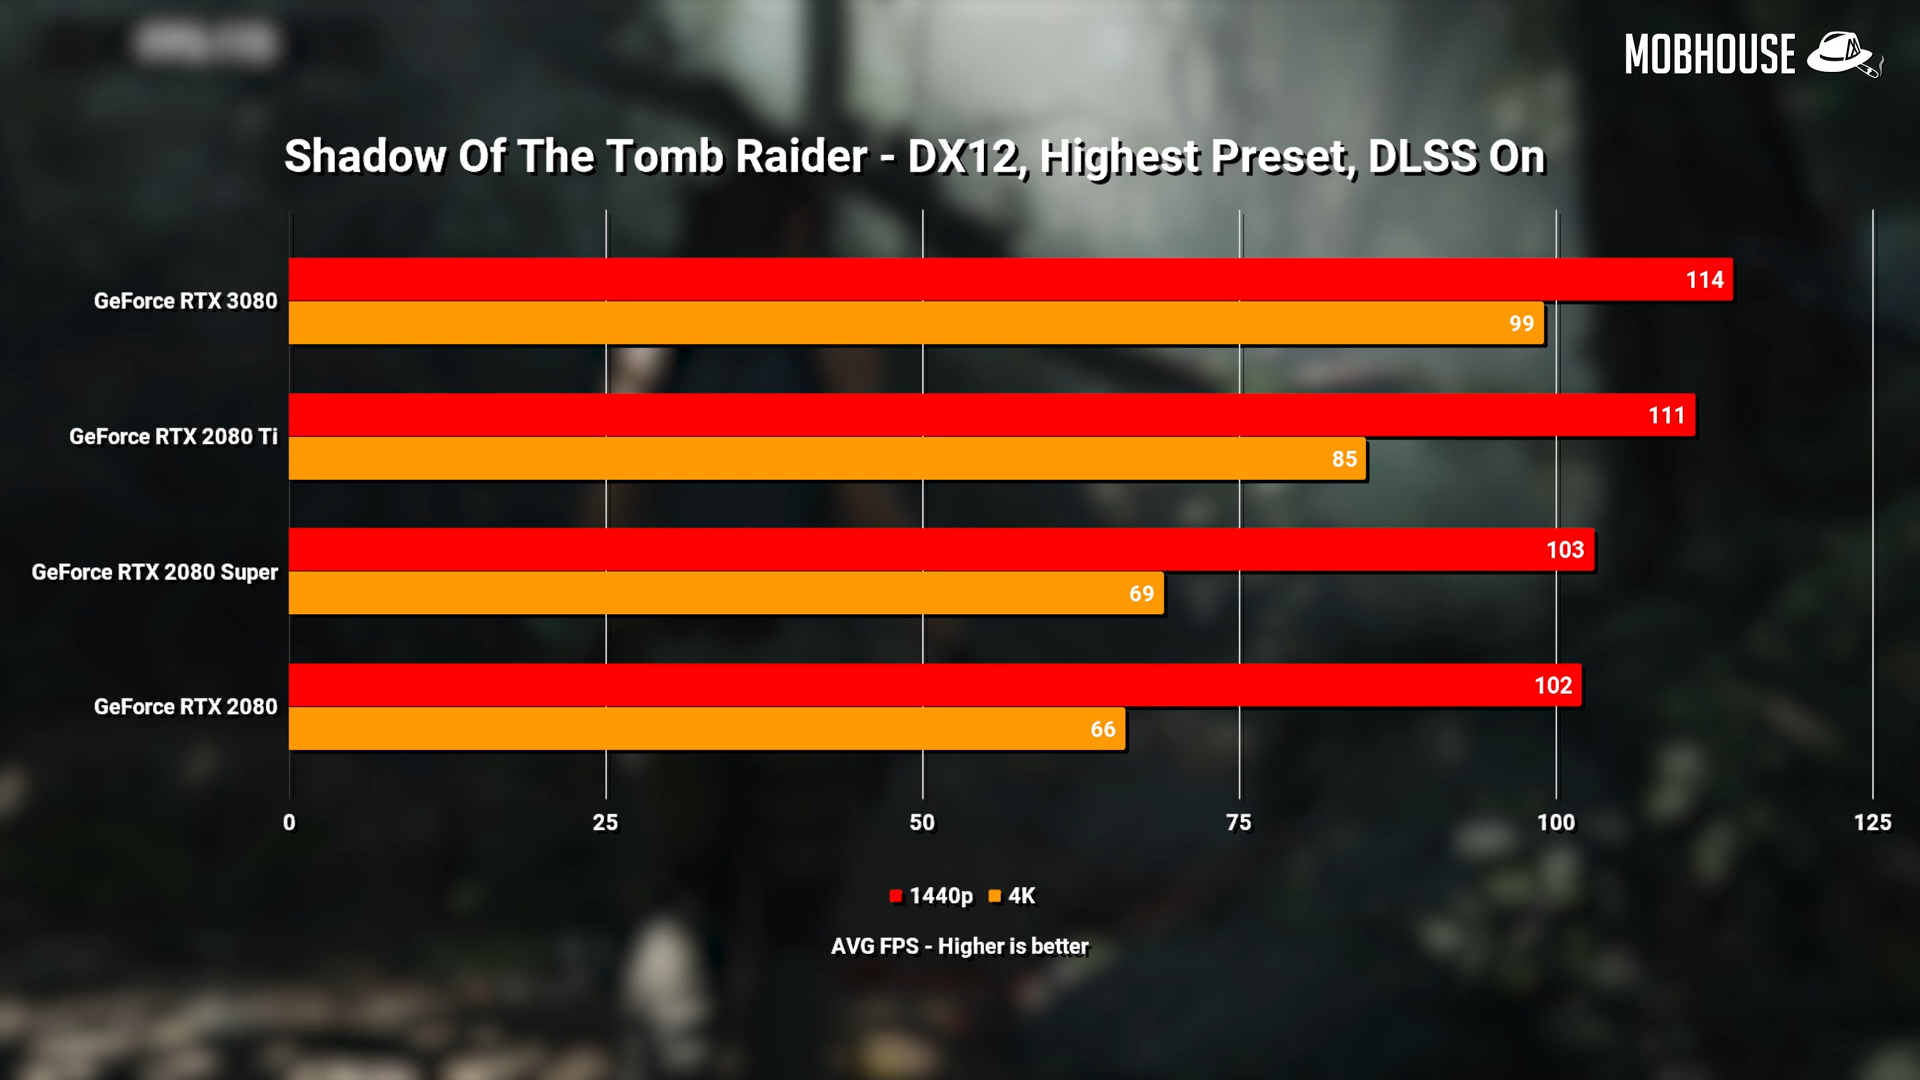 MOBHOUSE
Shadow Of The Tomb Raider - DX12, Highest Preset, DLSS On
GeForce RTX 3080
114
99
GeForce RTX 2080 Ti
111
85
GeForce RTX 2080 Super
103
69
GeForce RTX 2080
102
66
0 25 50 75 100 125
1440p 4K
AVG FPS - Higher is better